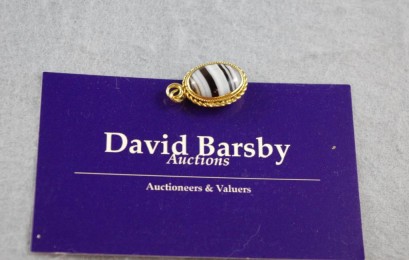 David Barsby
Auctions
Auctioneers & Valuers